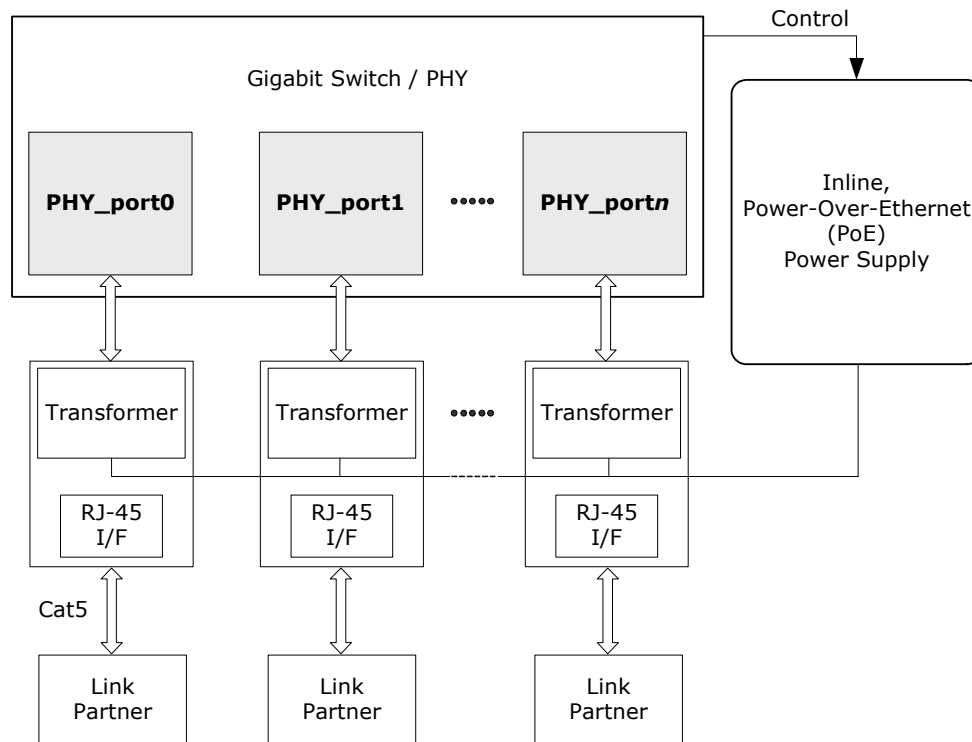 Control
Gigabit Switch / PHY
PHY_port0
PHY_port1
PHY_portn
Inline,
Power-Over-Ethernet
(PoE)
Power Supply
Transformer
Transformer
Transformer
RJ-45
I/F
RJ-45
I/F
RJ-45
I/F
Cat5
Link
Partner
Link
Partner
Link
Partner